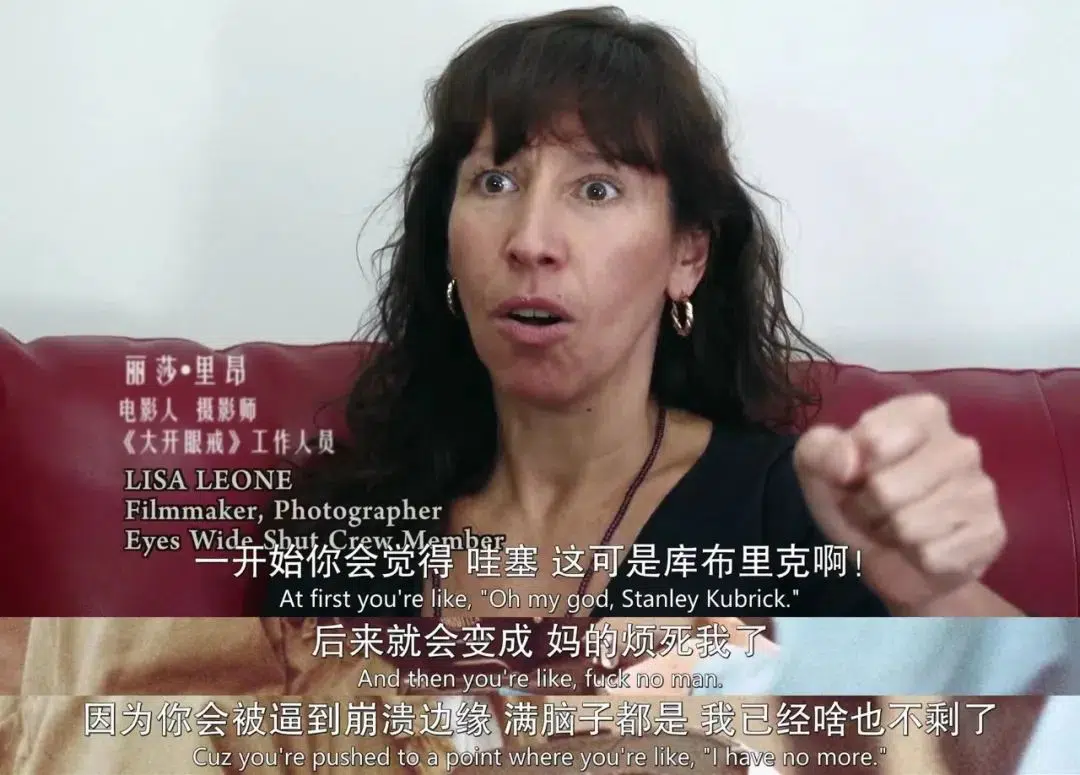 丽莎•里昂
电影人 摄影师
《大开眼戒》工作人员
LISA LEONE
Filmmaker, Photographer
Eyes Wide Shut Crew Member
一开始你会觉得 哇塞 这可是库布里克啊！
At first you're like, "Oh my god, Stanley Kubrick."
后来就会变成 妈的烦死我了
And then you're like, fuck no man.
因为你会被逼到崩溃边缘 满脑子都是 我已经啥也不剩了
Cuz you're pushed to a point where you're like, "I have no more."